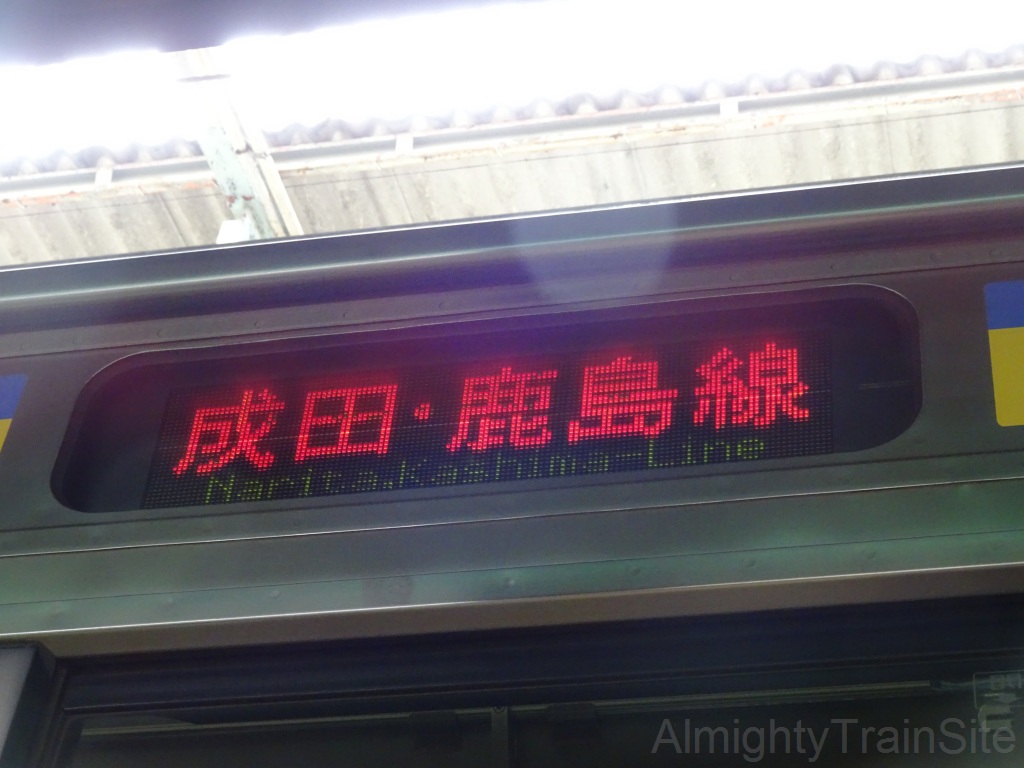 成田・鹿島線
Narita.Kashima-Line
AlmightyTrainSite